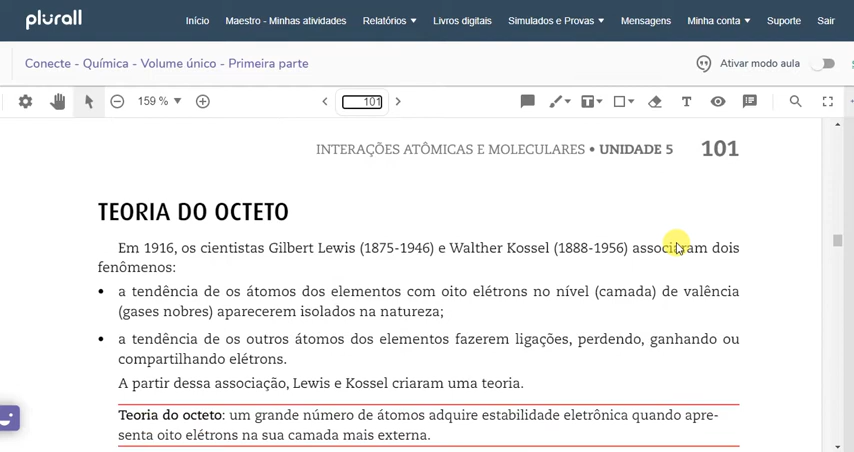 plurall
Início Maestro - Minhas atividades Relatórios Livros digitais Simulados e Provas Mensagens Minha conta Suporte Sair
Conecte - Química - Volume único - Primeira parte Ativar modo aula
159 % 101 T
INTERAÇÕES ATÔMICAS E MOLECULARES • UNIDADE 5 101
TEORIA DO OCTETO
Em 1916, os cientistas Gilbert Lewis (1875-1946) e Walther Kossel (1888-1956) associaram dois
fenômenos:
• a tendência de os átomos dos elementos com oito elétrons no nível (camada) de valência
(gases nobres) aparecerem isolados na natureza;
• a tendência de os outros átomos dos elementos fazerem ligações, perdendo, ganhando ou
compartilhando elétrons.
A partir dessa associação, Lewis e Kossel criaram uma teoria.
Teoria do octeto: um grande número de átomos adquire estabilidade eletrônica quando apre-
senta oito elétrons na sua camada mais externa.